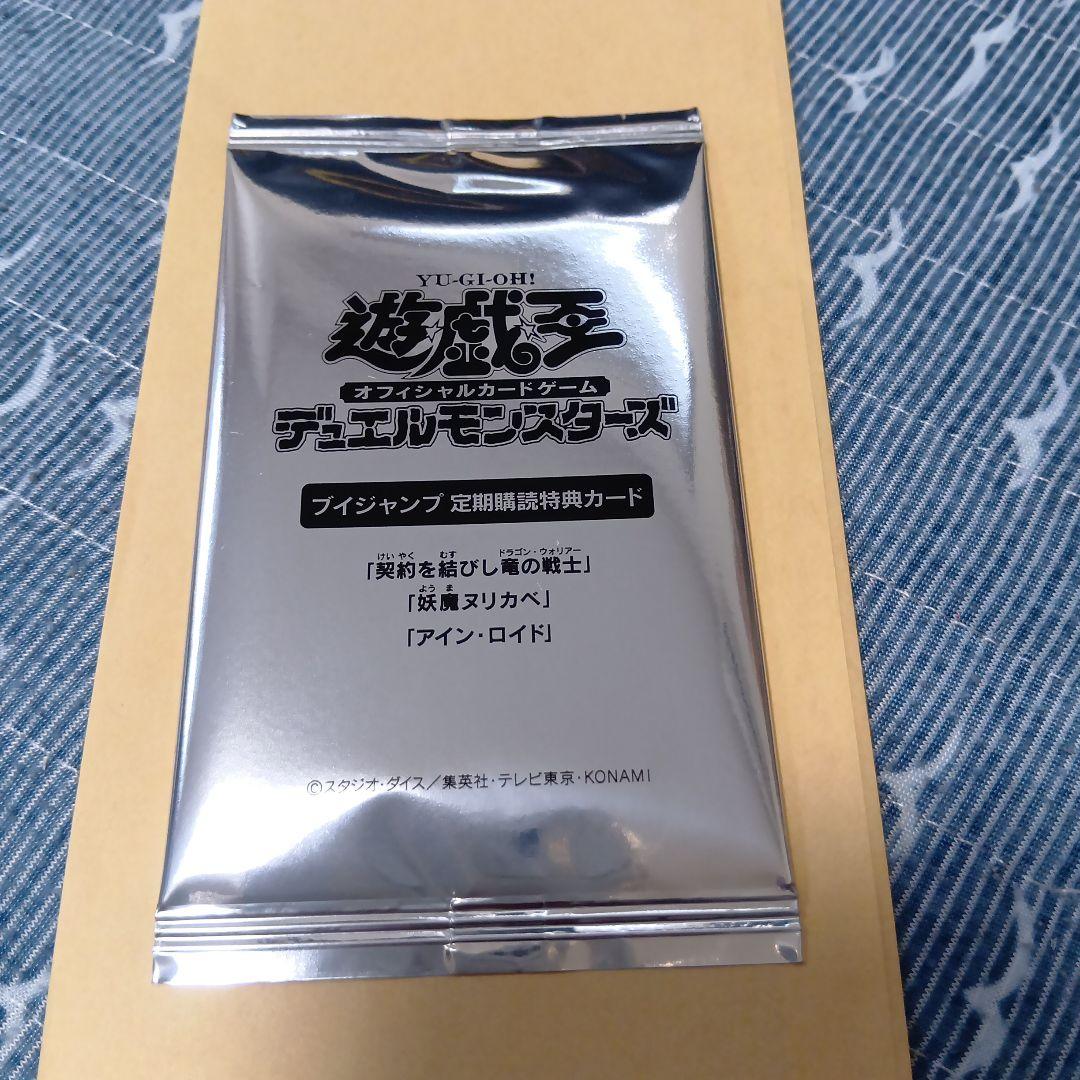 YU-GI-OH!
遊戯王
オフィシャルカードゲーム
デュエルモンスターズ
ブイジャンプ 定期購読特典カード
けいやく むす ドラゴン・ウォリアー
「契約を結びし竜の戦士」
ようま
「妖魔ヌリカベ」
「アイン・ロイド」
©スタジオ・ダイス/集英社・テレビ東京・KONAMI